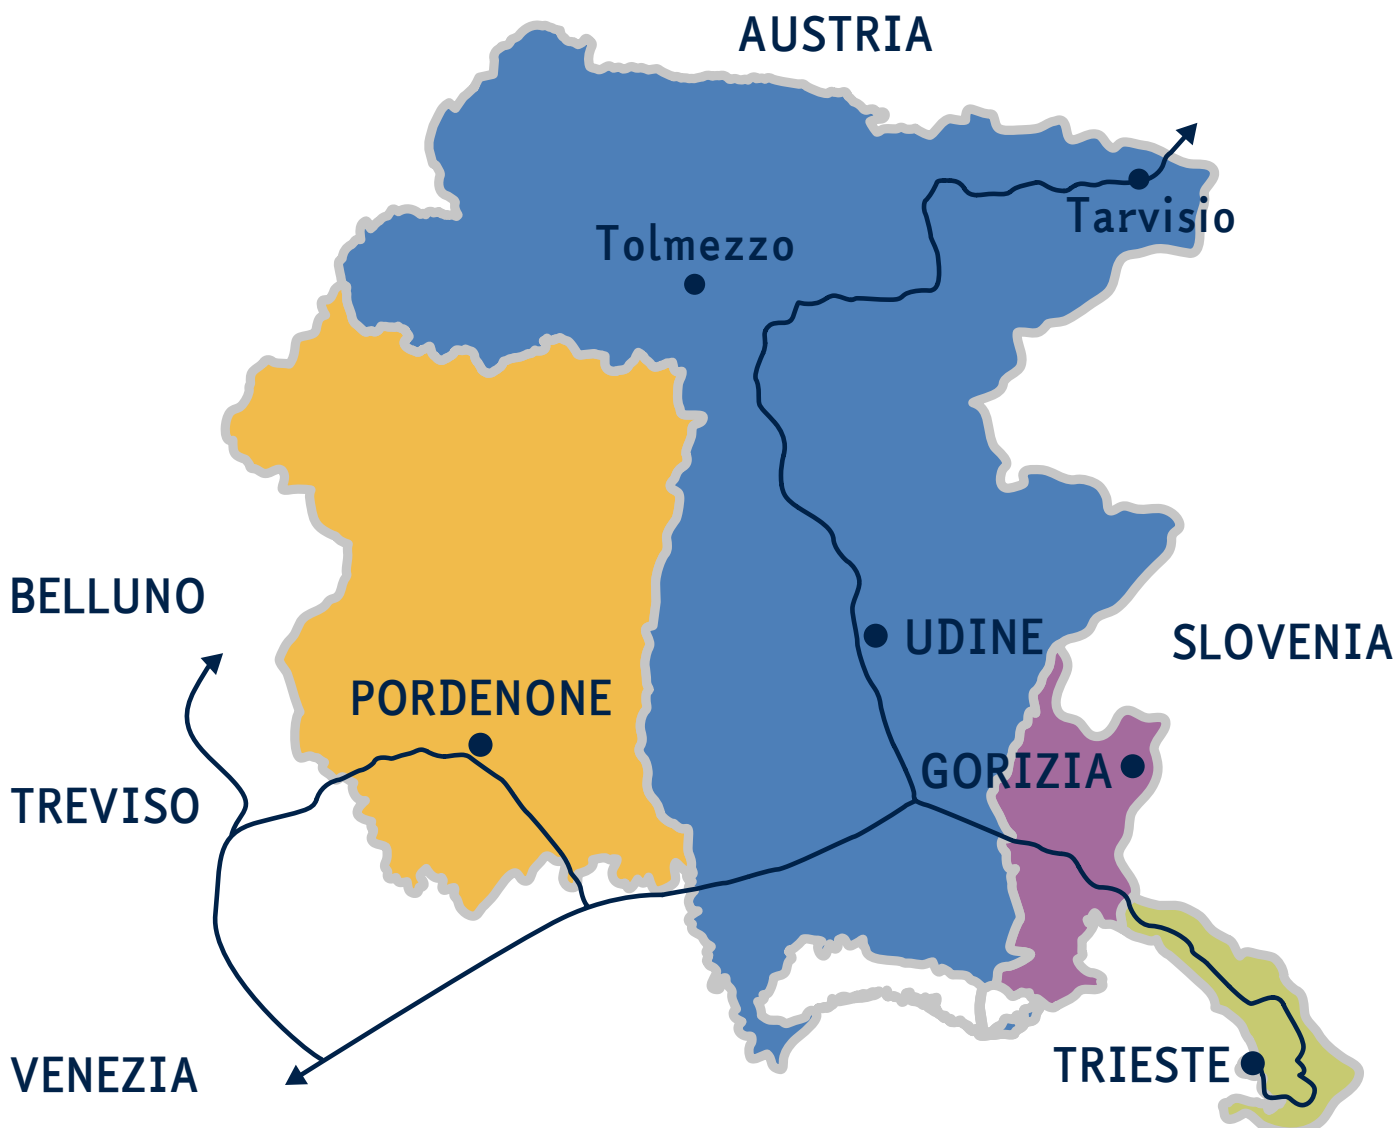 AUSTRIA
Tarvisio
Tolmezzo
BELLUNO
UDINE
SLOVENIA
PORDENONE
GORIZIA
TREVISO
TRIESTE
VENEZIA